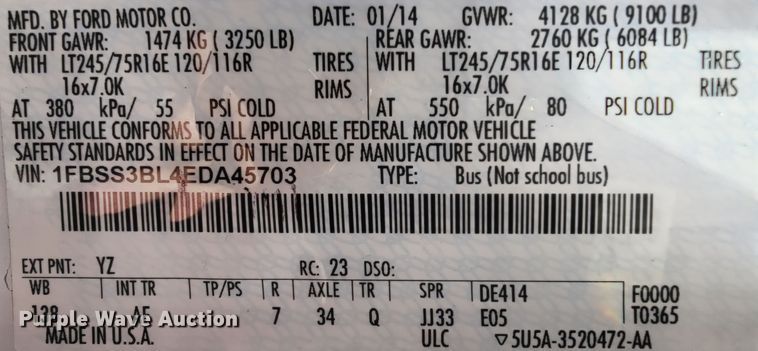 MFD. BY FORD MOTOR CO. DATE: 01/14 GVWR: 4128 KG ( 9100 LB)
FRONT GAWR: 1474 KG ( 3250 LB) REAR GAWR: 2760 KG ( 6084 LB)
WITH LT245/75R16E 120/116R TIRES WITH LT245/75R16E 120/116R TIRES
16x7.0K RIMS 16x7.0K RIMS
AT 380 kPa/ 55 PSI COLD AT 550 kPa/ 80 PSI COLD
THIS VEHICLE CONFORMS TO ALL APPLICABLE FEDERAL MOTOR VEHICLE
SAFETY STANDARDS IN EFFECT ON THE DATE OF MANUFACTURE SHOWN ABOVE.
VIN: 1FBSS3BL4EDA45703 TYPE: Bus (Not school bus)
EXT PNT: YZ RC: 23 DSO:
WB INT TR TP/PS R AXLE TR SPR DE414 F0000
138 AE 7 34 Q JJ33 E05 T0365
Purple Wave Auction
MADE IN U.S.A. ULC ▽5U5A-3520472-AA